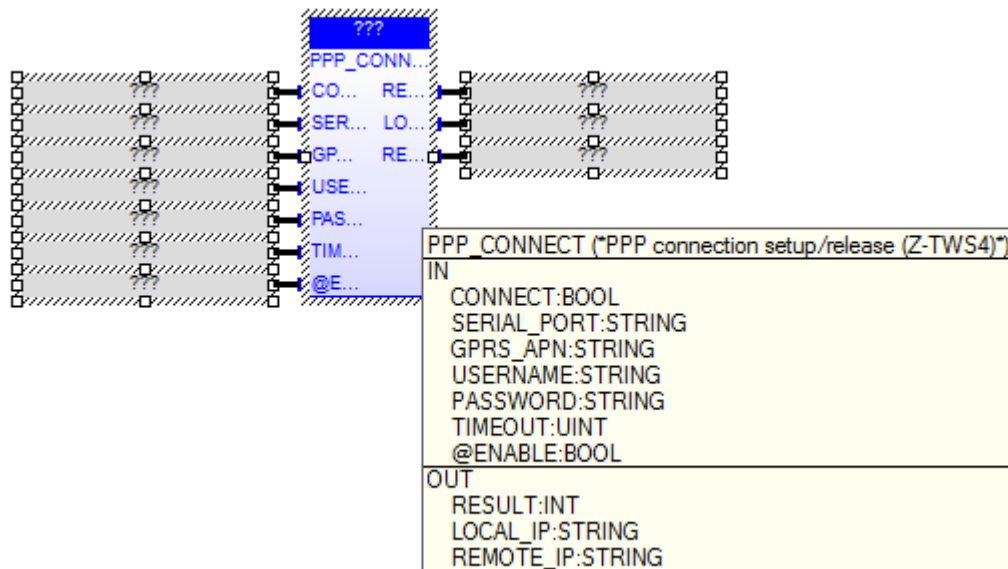 ???
PPP_CONN...
??? CO... RE... ???
??? SER... LO... ???
??? GP... RE... ???
??? USE...
??? PAS...
??? TIM...
??? @E...
PPP_CONNECT (*PPP connection setup/release (Z-TWS4)*)
IN
CONNECT:BOOL
SERIAL_PORT:STRING
GPRS_APN:STRING
USERNAME:STRING
PASSWORD:STRING
TIMEOUT:UINT
@ENABLE:BOOL
OUT
RESULT:INT
LOCAL_IP:STRING
REMOTE_IP:STRING